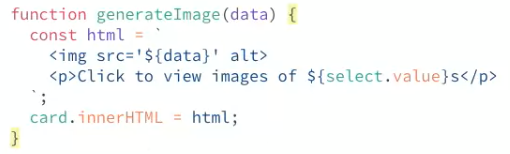 function generateImage(data) {
  const html = `
    <img src='${data}' alt>
    <p>Click to view images of ${select.value}s</p>
  `;
  card.innerHTML = html;
}